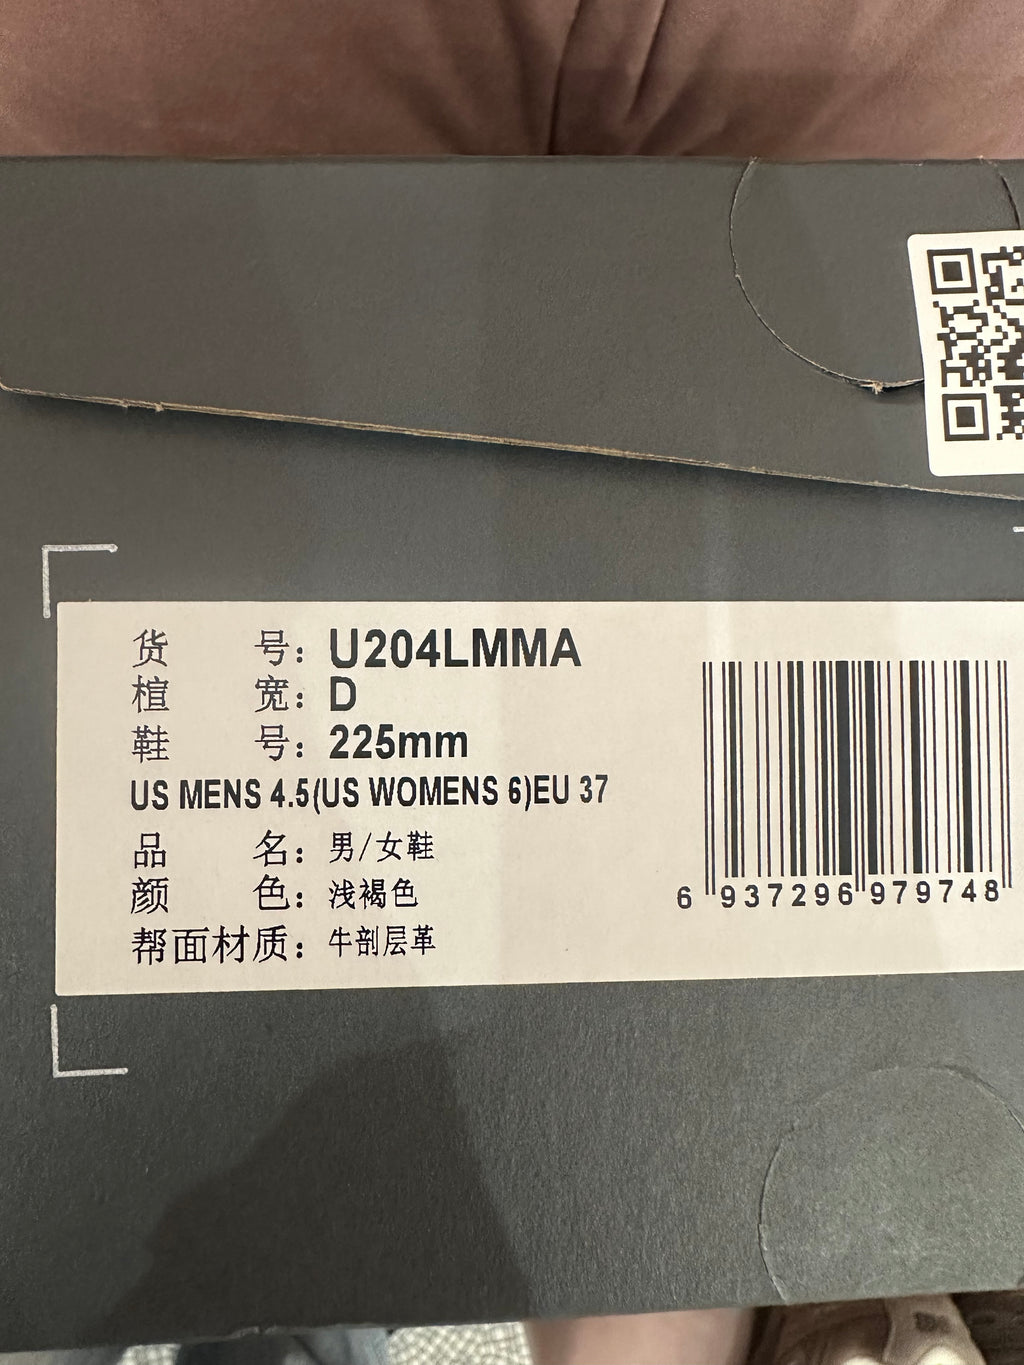 货号：U204LMMA
楦宽：D
鞋号：225mm
US MENS 4.5(US WOMENS 6)EU 37
品名：男/女鞋
颜色：浅褐色
帮面材质：牛剖层革
6 937296 979748